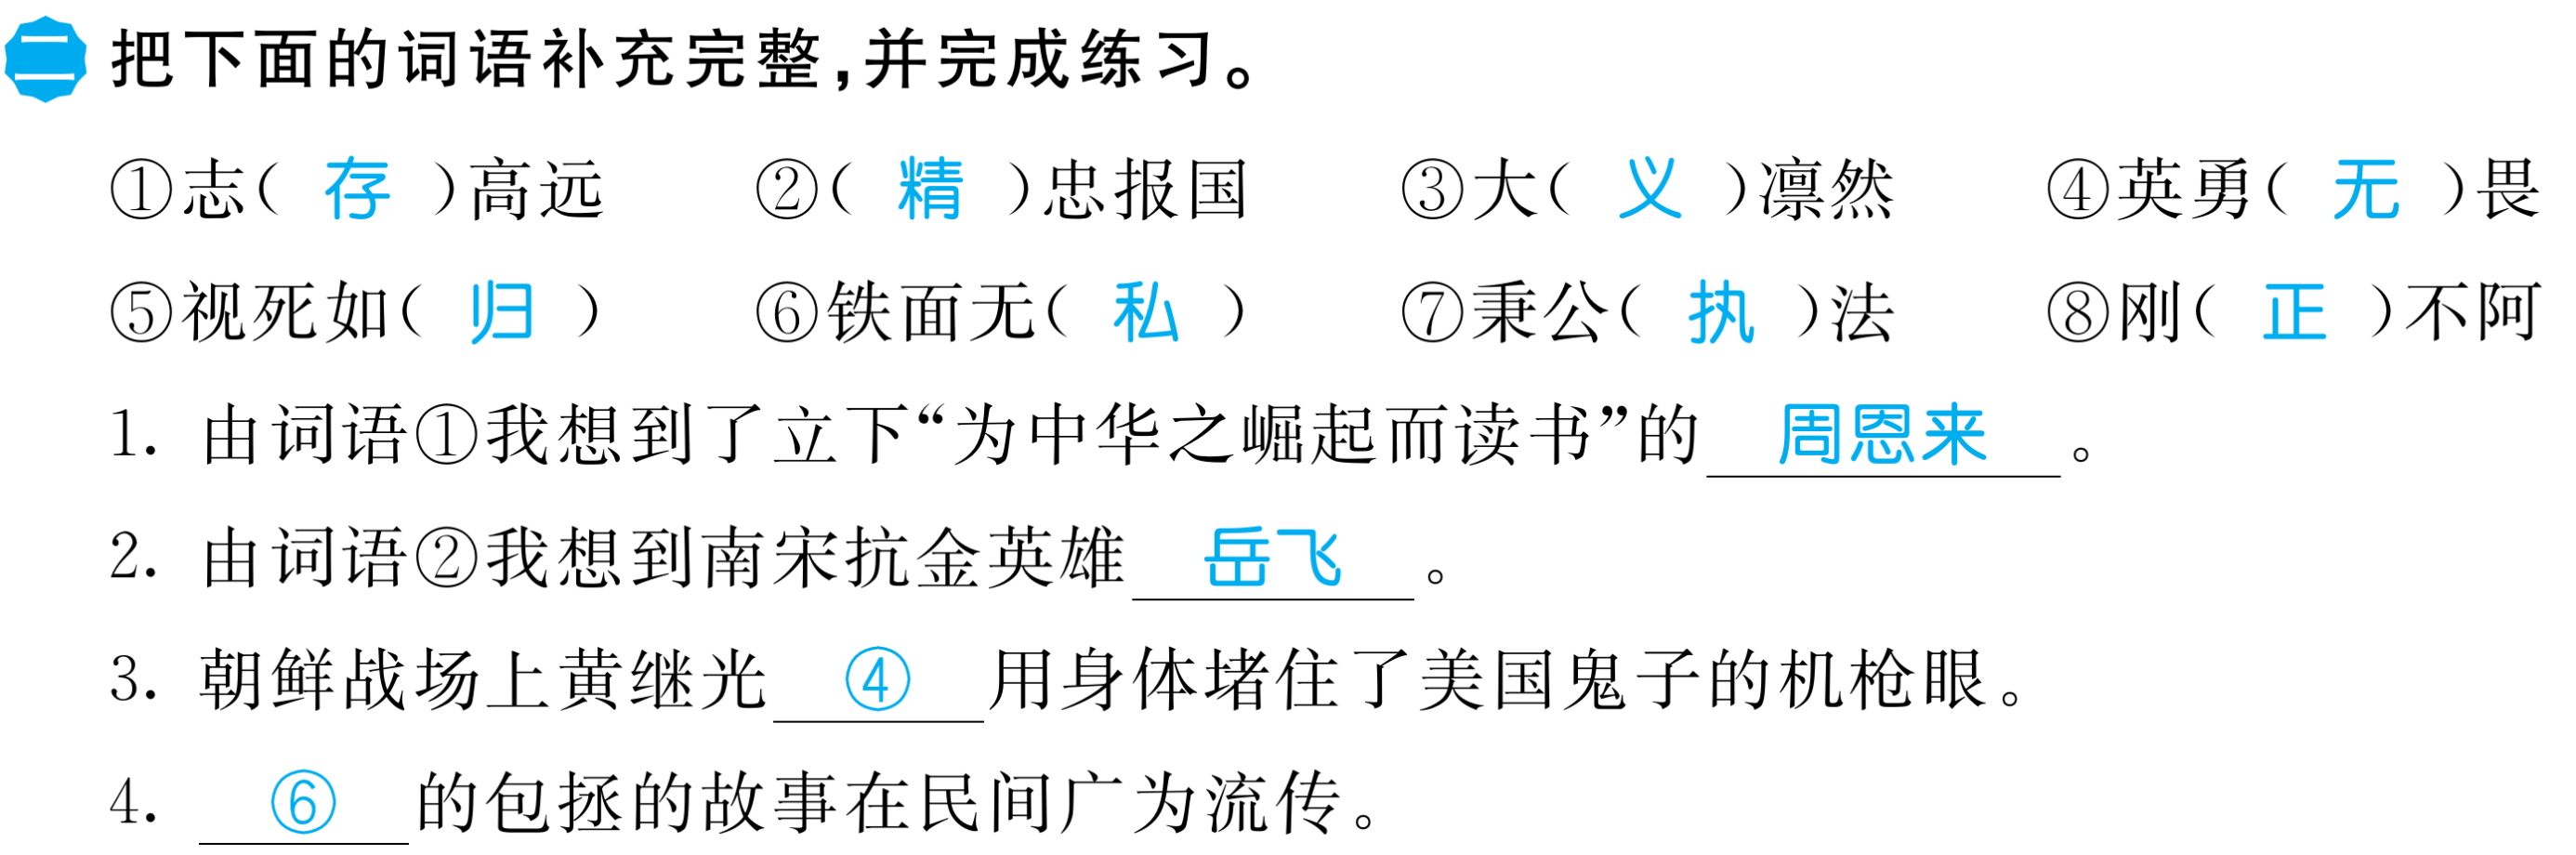 二 把下面的词语补充完整,并完成练习。
①志( 存 )高远 ②( 精 )忠报国 ③大( 义 )凛然 ④英勇( 无 )畏
⑤视死如( 归 ) ⑥铁面无( 私 ) ⑦秉公( 执 )法 ⑧刚( 正 )不阿
1. 由词语①我想到了立下“为中华之崛起而读书”的 周恩来 。
2. 由词语②我想到南宋抗金英雄 岳飞 。
3. 朝鲜战场上黄继光 ④ 用身体堵住了美国鬼子的机枪眼。
4. ⑥ 的包拯的故事在民间广为流传。